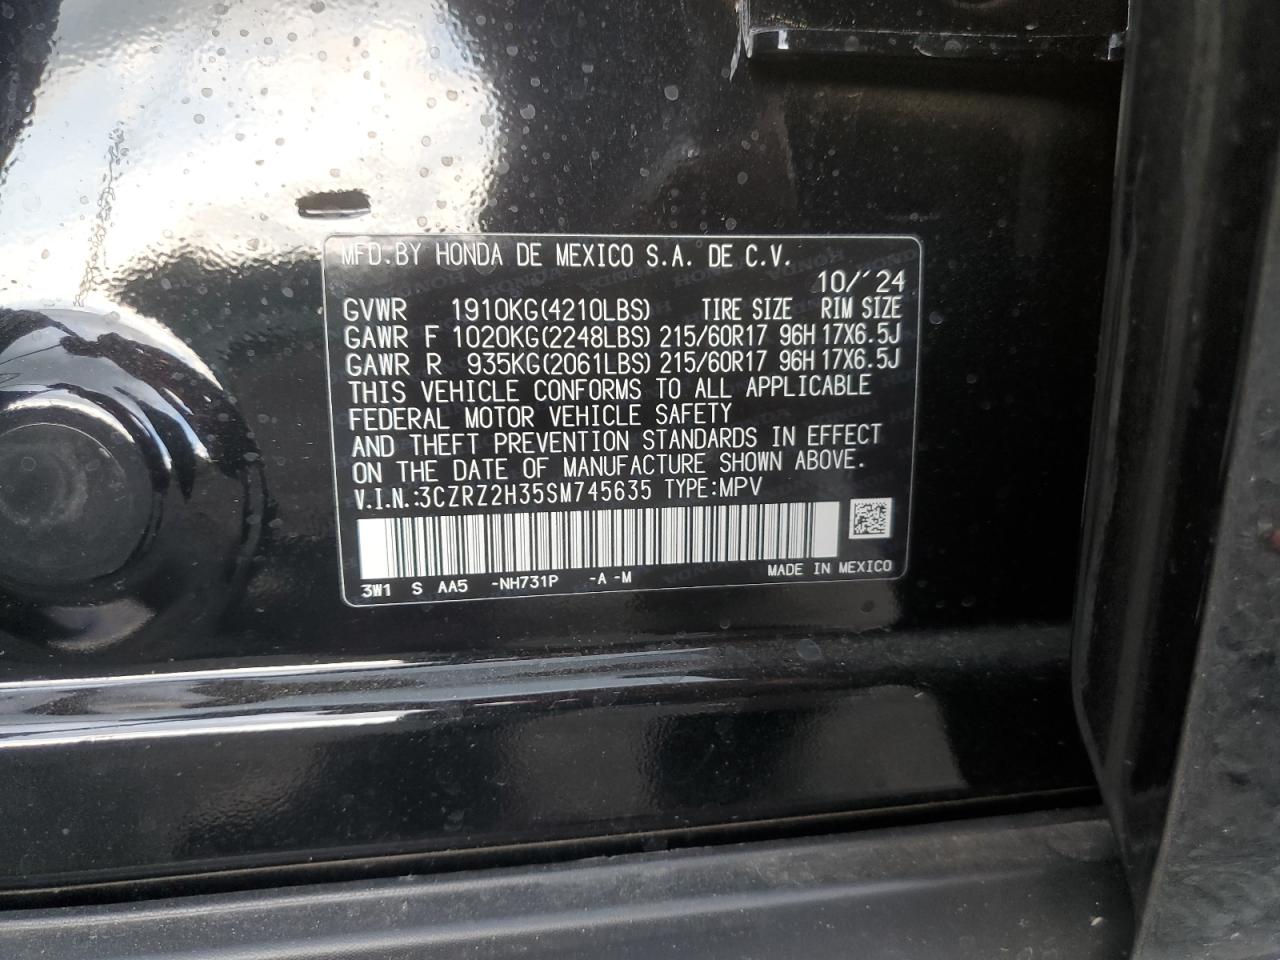 MFD.BY HONDA DE MEXICO S.A. DE C.V.
10/'24
GVWR 1910KG(4210LBS) TIRE SIZE RIM SIZE
GAWR F 1020KG(2248LBS) 215/60R17 96H 17X6.5J
GAWR R 935KG(2061LBS) 215/60R17 96H 17X6.5J
THIS VEHICLE CONFORMS TO ALL APPLICABLE
FEDERAL MOTOR VEHICLE SAFETY
AND THEFT PREVENTION STANDARDS IN EFFECT
ON THE DATE OF MANUFACTURE SHOWN ABOVE.
V.I.N.:3CZRZ2H35SM745635 TYPE:MPV
3W1 S AA5 -NH731P -A -M MADE IN MEXICO